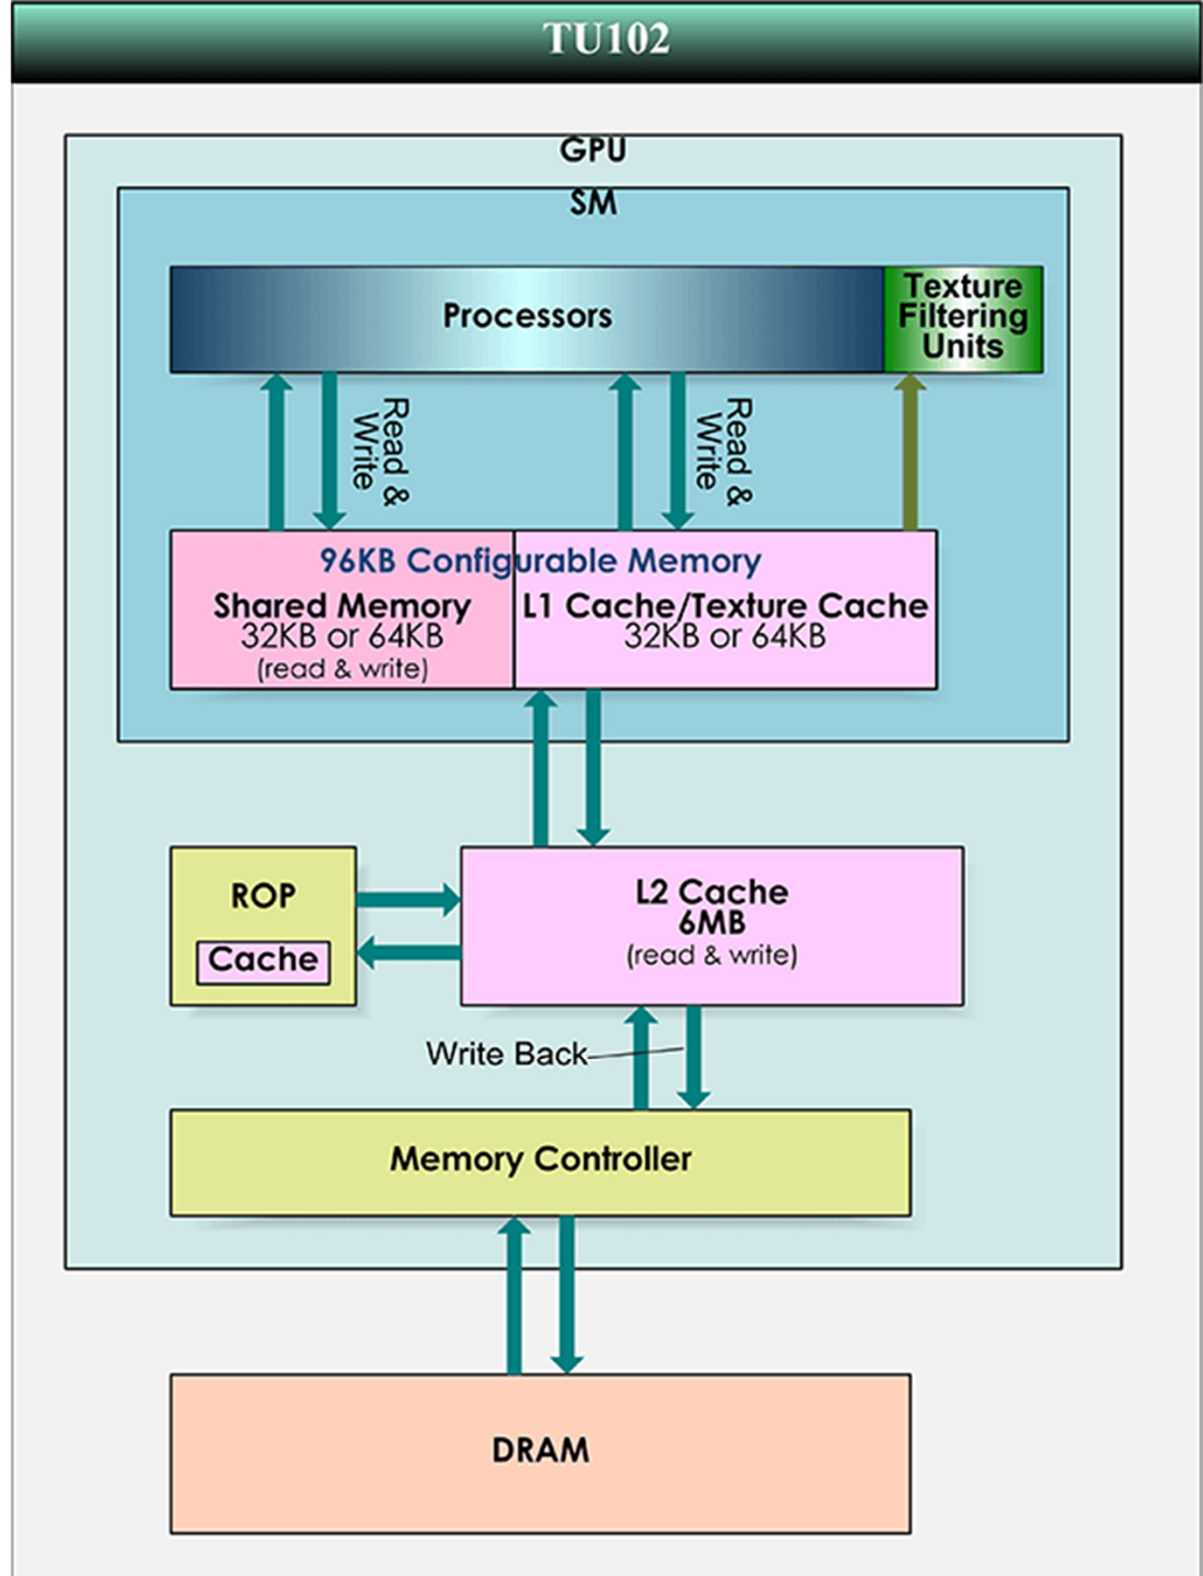 TU102
GPU
SM
Processors
Texture
Filtering
Units
Read &
Write
Read &
Write
96KB Configurable Memory
Shared Memory
32KB or 64KB
(read & write)
L1 Cache/Texture Cache
32KB or 64KB
ROP
Cache
L2 Cache
6MB
(read & write)
Write Back
Memory Controller
DRAM